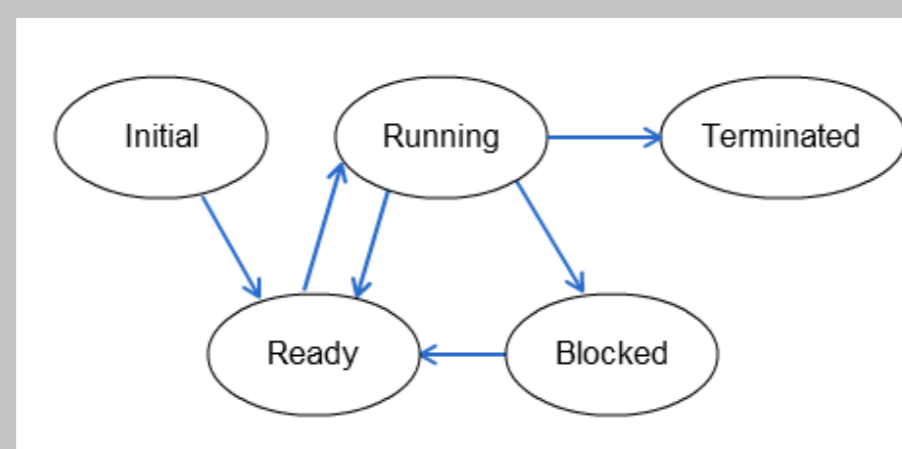 Initial
Running
Terminated
Ready
Blocked